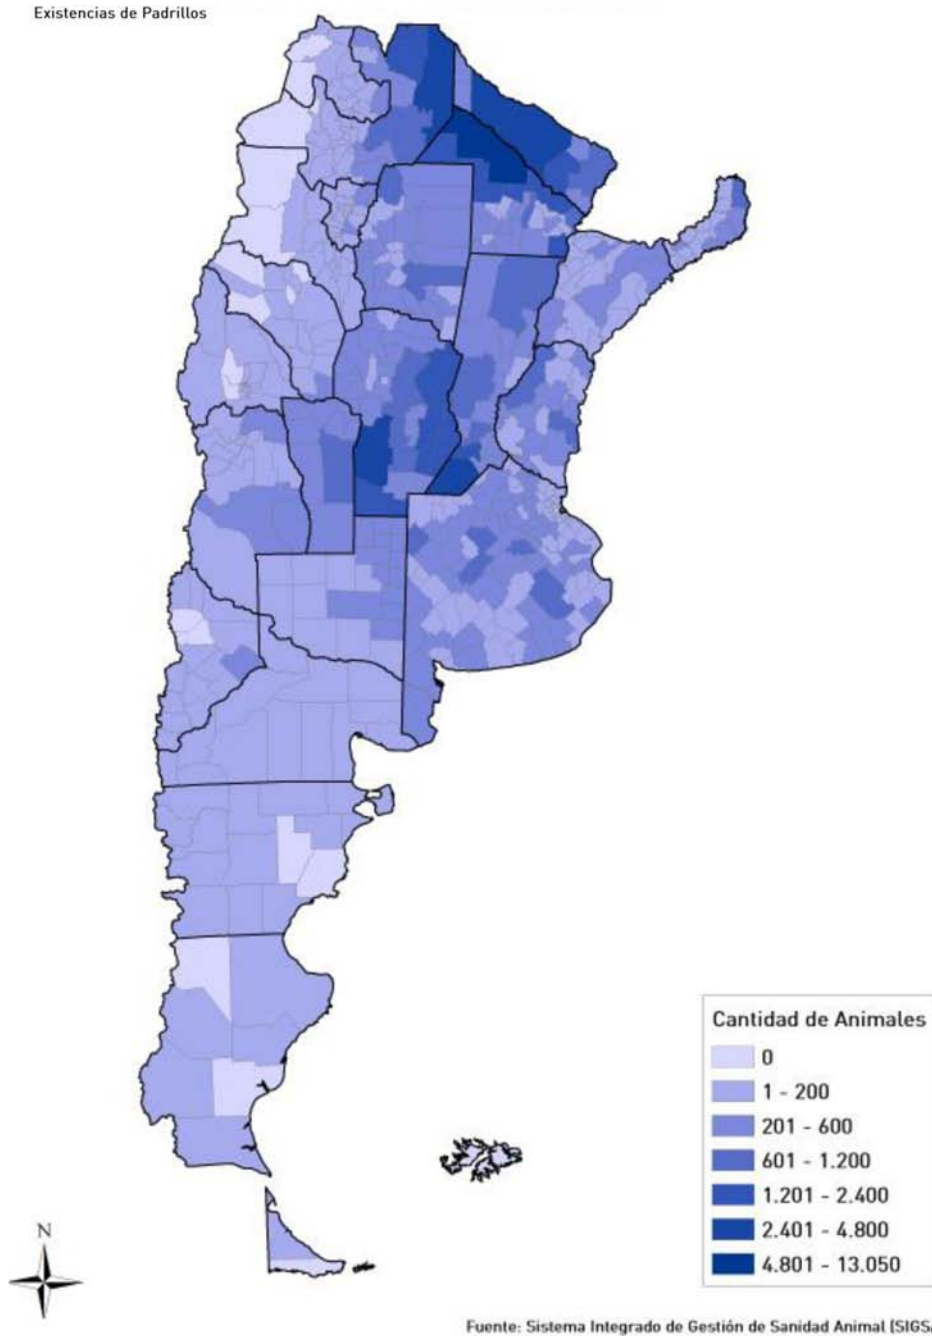 Existencias de Padrillos
Cantidad de Animales
0
1 - 200
201 - 600
601 - 1.200
1.201 - 2.400
2.401 - 4.800
4.801 - 13.050
N
Fuente: Sistema Integrado de Gestión de Sanidad Animal (SIGSA